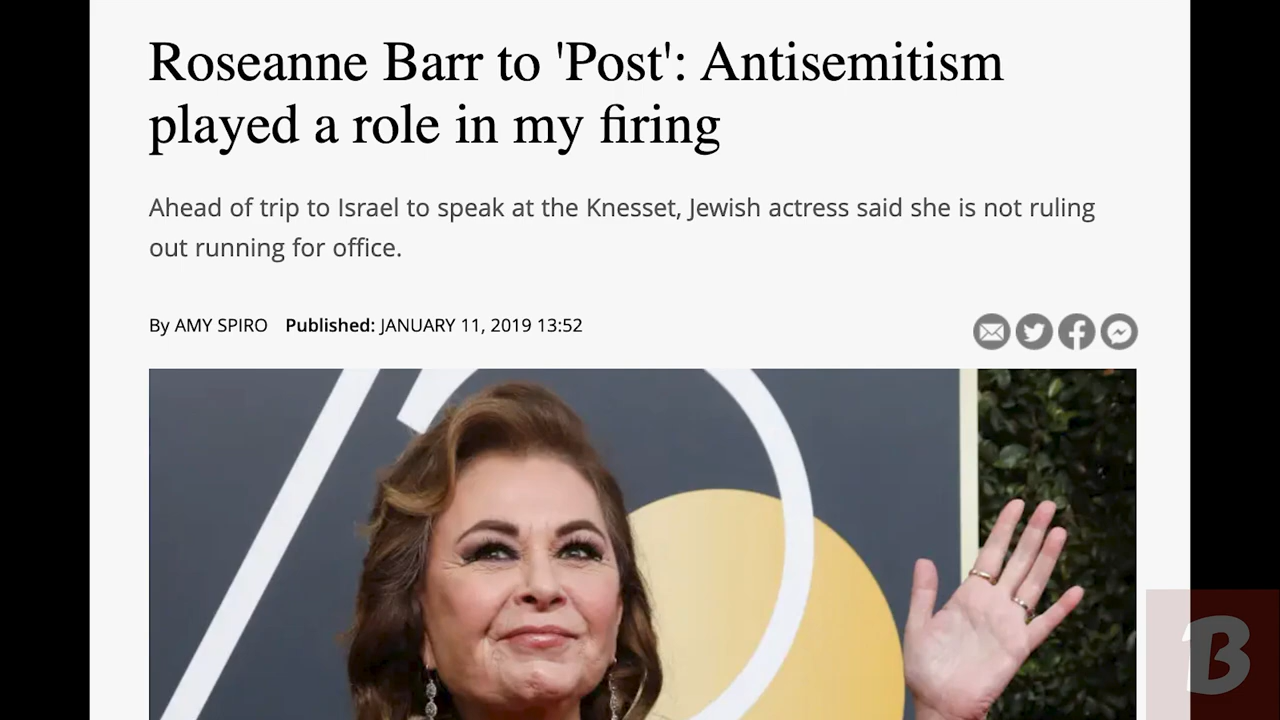 Roseanne Barr to 'Post': Antisemitism
played a role in my firing
Ahead of trip to Israel to speak at the Knesset, Jewish actress said she is not ruling
out running for office.
By AMY SPIRO Published: JANUARY 11, 2019 13:52
B